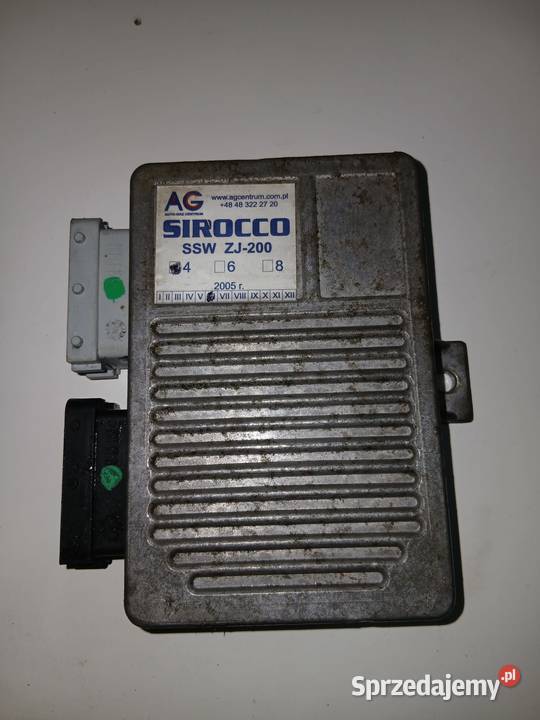 AG
AUTO-GAZ CENTRUM
www.agcentrum.com.pl
+48 48 322 27 20
SIROCCO
SSW ZJ-200
4 6 8
2005 r.
I II III IV V VII VIII IX X XI XII
Sprzedajemy.pl